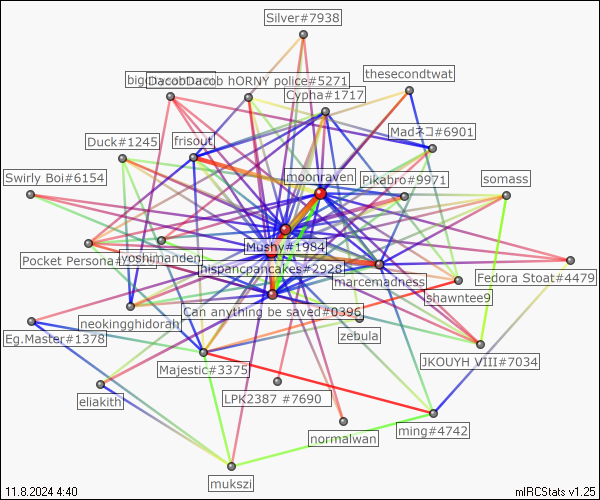 Silver#7938
DacobDacob hORNY police#5271
thesecondtwat
Cypha#1717
Madネコ#6901
Duck#1245
frisout
moonraven
Pikabro#9971
somass
Swirly Boi#6154
Mushy#1984
Pocket Persona
yoshimanden
hispancpancakes#2928
marcemadness
Fedora Stoat#4479
shawntee9
neokingghidorah
Can anything be saved#0396
zebula
Eg.Master#1378
JKOUYH VIII#7034
Majestic#3375
eliakith
LPK2387 #7690
normalwan
ming#4742
mukszi
11.8.2024 4:40
mIRCStats v1.25